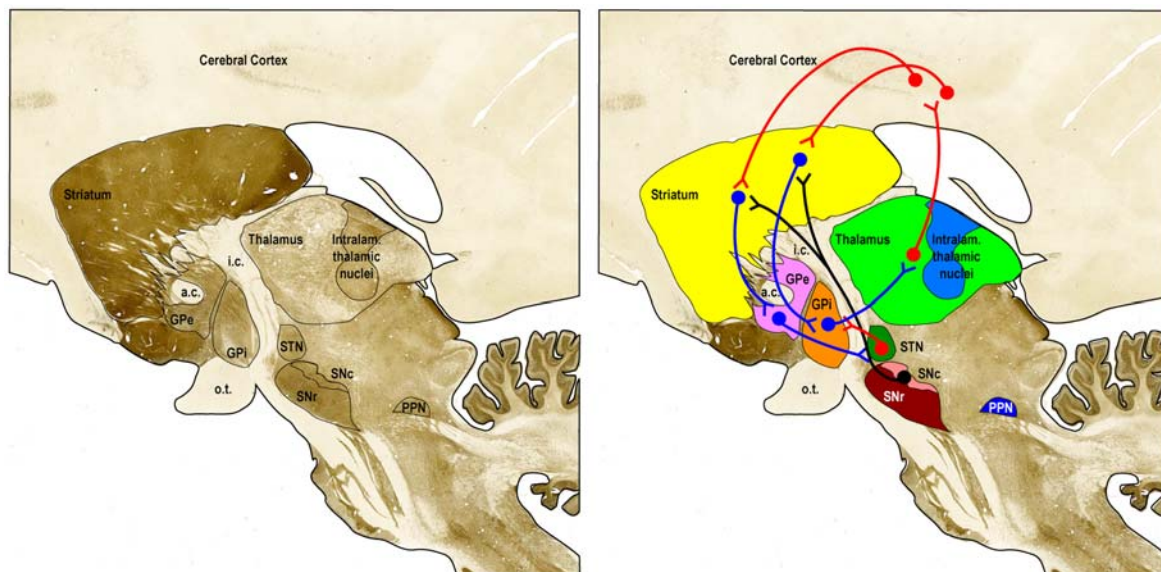 Cerebral Cortex
Striatum
Thalamus
Intralam.
thalamic
nuclei
i.c.
a.c.
GPe
GPi
STN
SNc
SNr
o.t.
PPN
Cerebral Cortex
Striatum
i.c.
Thalamus
Intralam.
thalamic
nuclei
GPe
a.c.
GPi
STN
SNc
SNr
o.t.
PPN